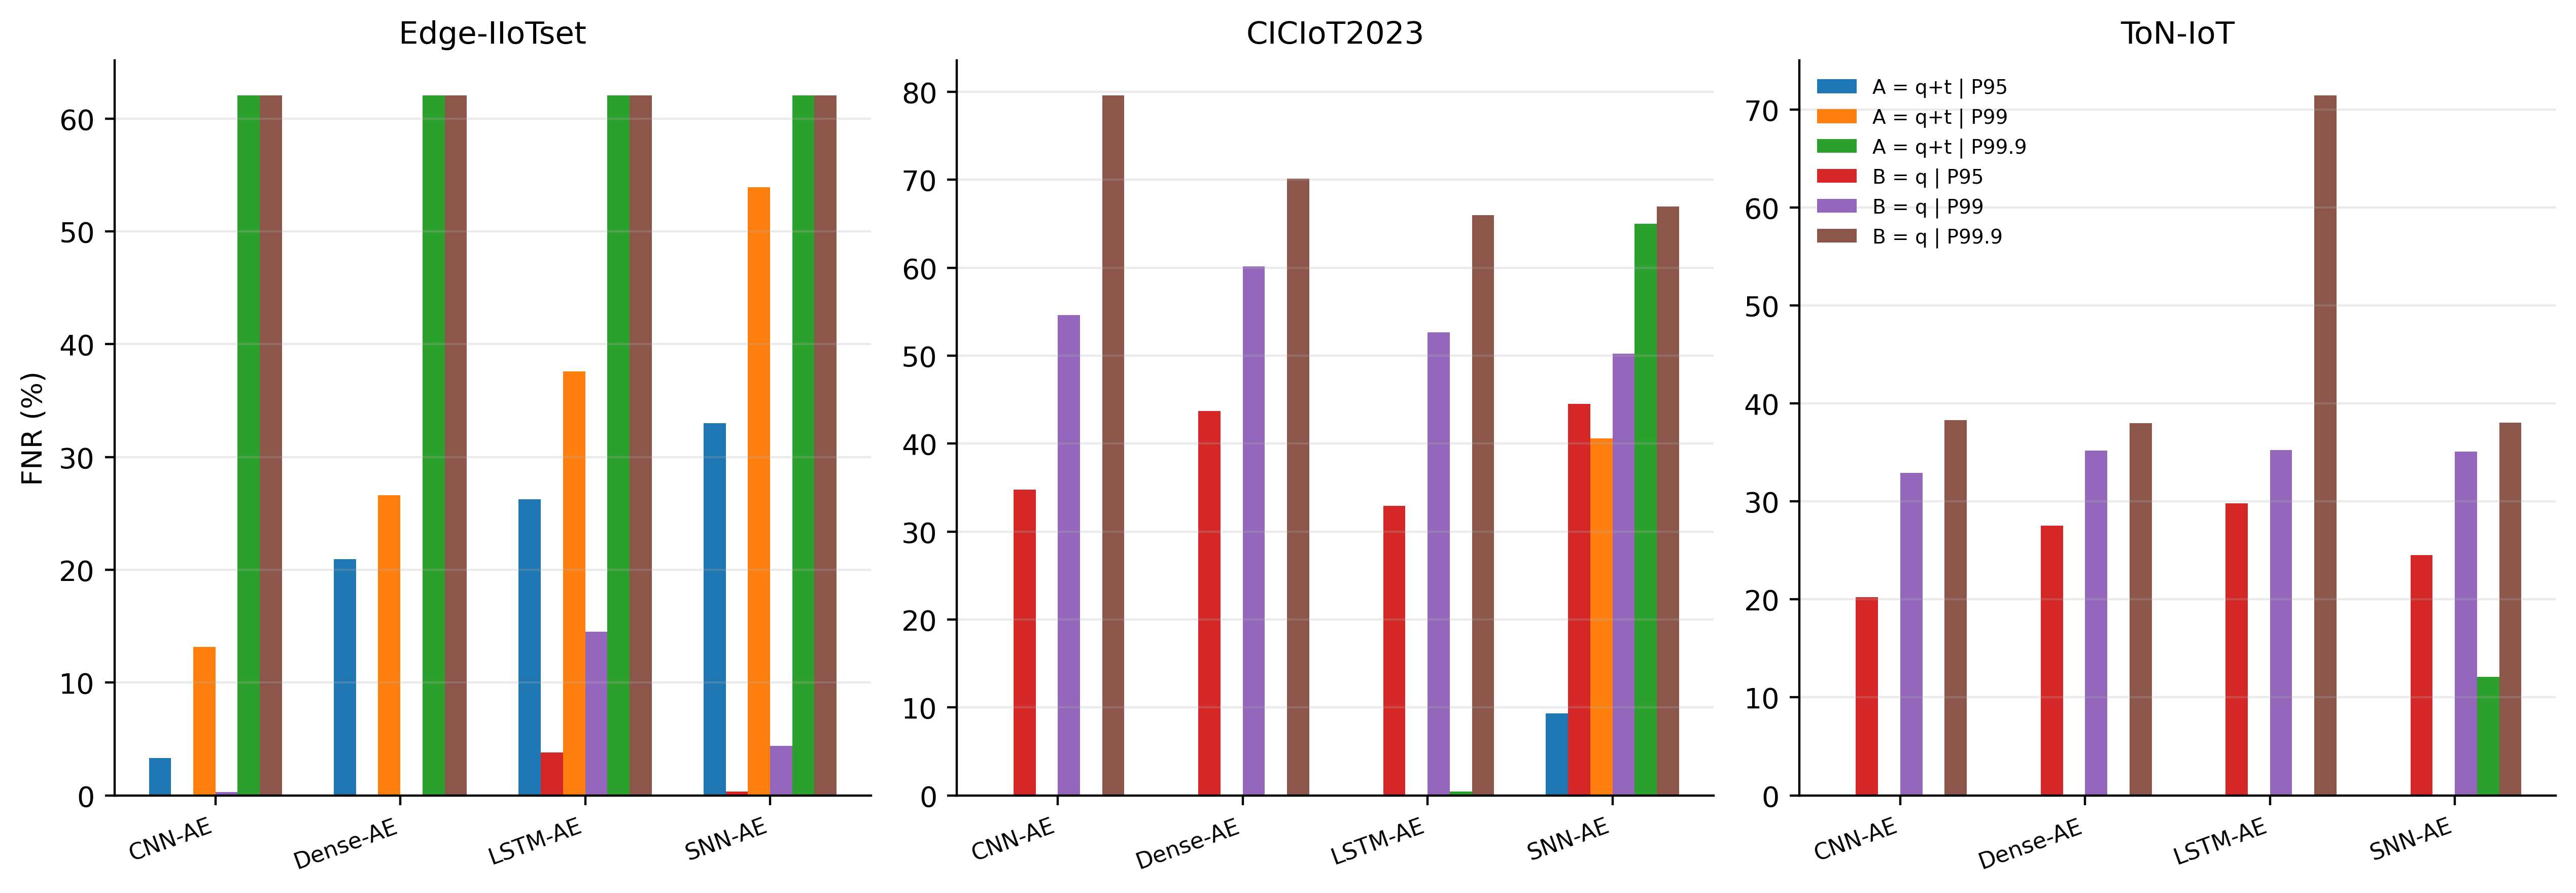 Edge-IIoTset
FNR (%)
60
50
40
30
20
10
0
CNN-AE
Dense-AE
LSTM-AE
SNN-AE
CICIoT2023
80
70
60
50
40
30
20
10
0
CNN-AE
Dense-AE
LSTM-AE
SNN-AE
ToN-IoT
70
60
50
40
30
20
10
0
A = q+t | P95
A = q+t | P99
A = q+t | P99.9
B = q | P95
B = q | P99
B = q | P99.9
CNN-AE
Dense-AE
LSTM-AE
SNN-AE